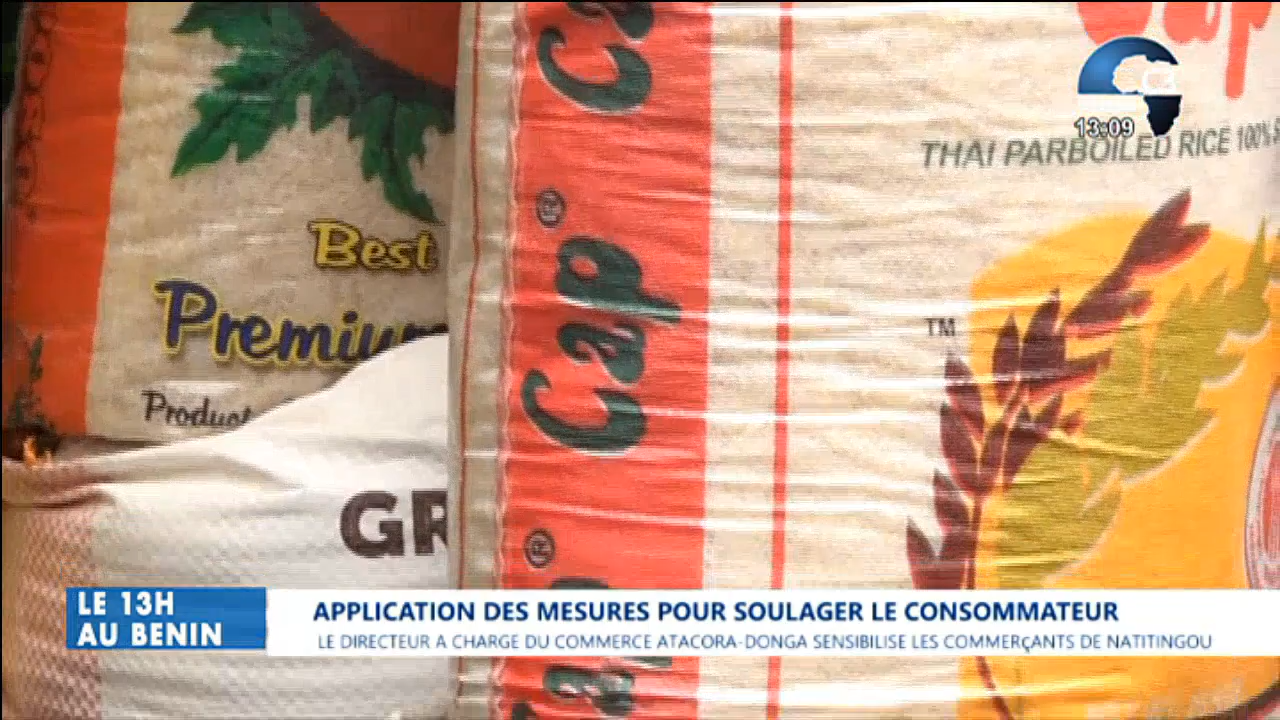 Cap
13:09
THAI PARBOILED RICE 100%
Best
Cap®
TM
Product
GR
®
LE 13H
AU BENIN
APPLICATION DES MESURES POUR SOULAGER LE CONSOMMATEUR
LE DIRECTEUR A CHARGE DU COMMERCE ATACORA-DONGA SENSIBILISE LES COMMERÇANTS DE NATITINGOU